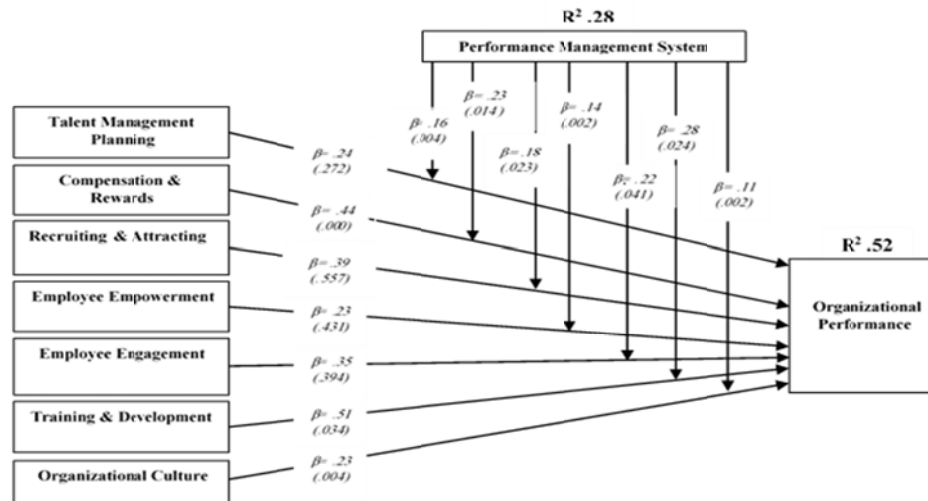 R² .28
Performance Management System
β= .16
(.004)
β= .23
(.014)
β= .18
(.023)
β= .14
(.002)
β= .22
(.041)
β= .28
(.024)
β= .11
(.002)
Talent Management
Planning
β= .24
(.272)
Compensation &
Rewards
β= .44
(.000)
Recruiting & Attracting
β= .39
(.557)
Employee Empowerment
β= .23
(.431)
Employee Engagement
β= .35
(.394)
Training & Development
β= .51
(.034)
Organizational Culture
β= .23
(.004)
R² .52
Organizational
Performance